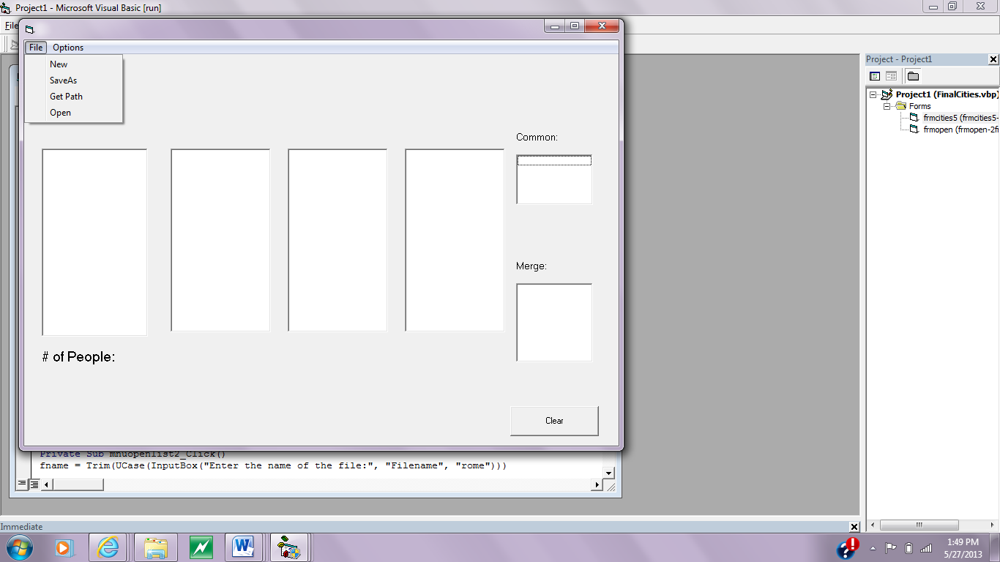 Project1 - Microsoft Visual Basic [run]
File
File Options
New
SaveAs
Get Path
Open
Common:
Merge:
# of People:
Clear
Private Sub mnuopenlist2_Click()
fname = Trim(UCase(InputBox("Enter the name of the file:", "Filename", "rome")))
Project - Project1
Project1 (FinalCities.vbp)
Forms
frmcities5 (frmcities5-
frmopen (frmopen-2fi
Immediate
1:49 PM
5/27/2013